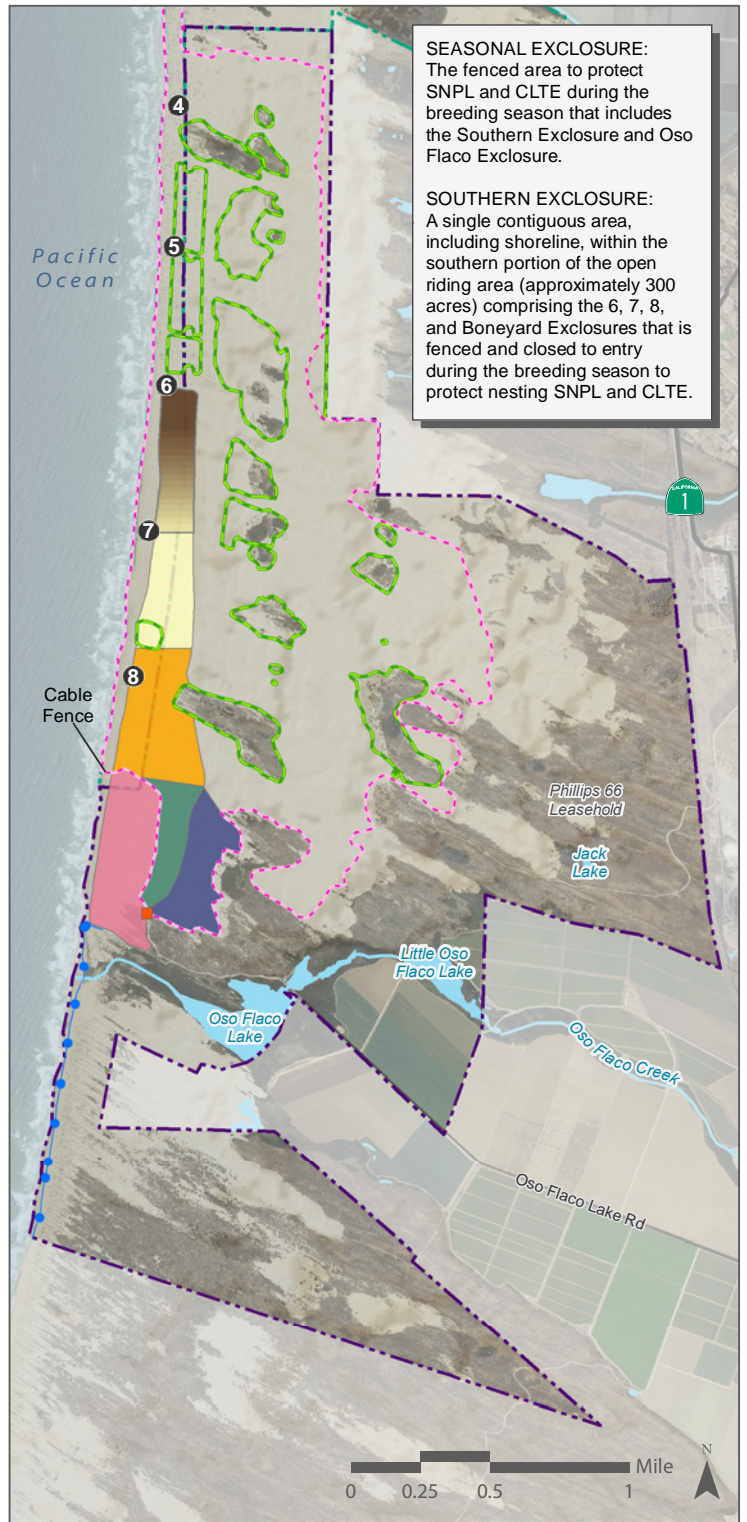 SEASONAL EXCLOSURE:
The fenced area to protect
SNPL and CLTE during the
breeding season that includes
the Southern Exclosure and Oso
Flaco Exclosure.
SOUTHERN EXCLOSURE:
A single contiguous area,
including shoreline, within the
southern portion of the open
riding area (approximately 300
acres) comprising the 6, 7, 8,
and Boneyard Exclosures that is
fenced and closed to entry
during the breeding season to
protect nesting SNPL and CLTE.
4
Pacific
Ocean
5
6
CALIFORNIA
1
7
8
Cable
Fence
Phillips 66
Leasehold
Jack
Lake
Little Oso
Flaco Lake
Oso Flaco
Lake
Oso Flaco Creek
Oso Flaco Lake Rd
N
Mile
0 0.25 0.5 1